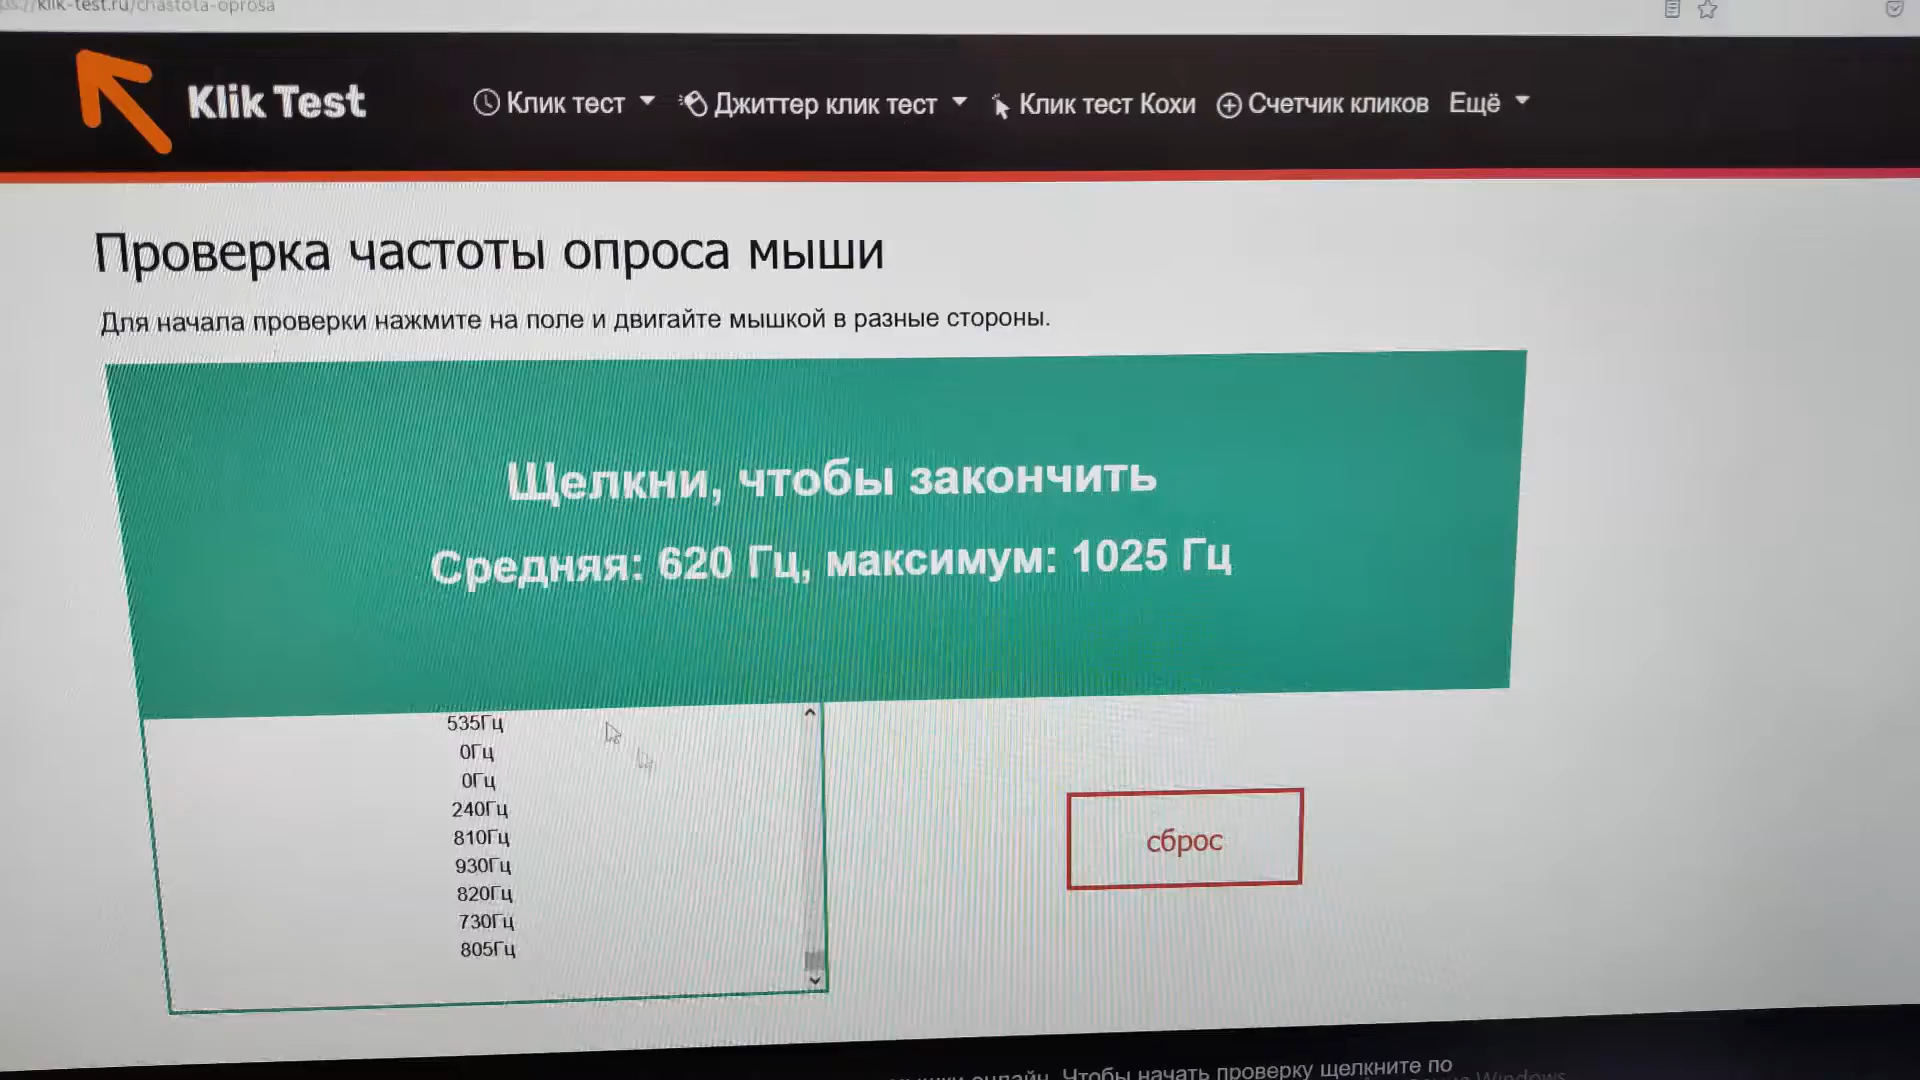 klik-test.ru/chastota-oprosa
Klik Test
Клик тест
Джиттер клик тест
Клик тест Кохи
Счетчик кликов
Ещё
Проверка частоты опроса мыши
Для начала проверки нажмите на поле и двигайте мышкой в разные стороны.
Щелкни, чтобы закончить
Средняя: 620 Гц, максимум: 1025 Гц
535Гц
0Гц
0Гц
240Гц
810Гц
930Гц
820Гц
730Гц
805Гц
сброс
онлайн. Чтобы начать проверку щелкните по
Windows